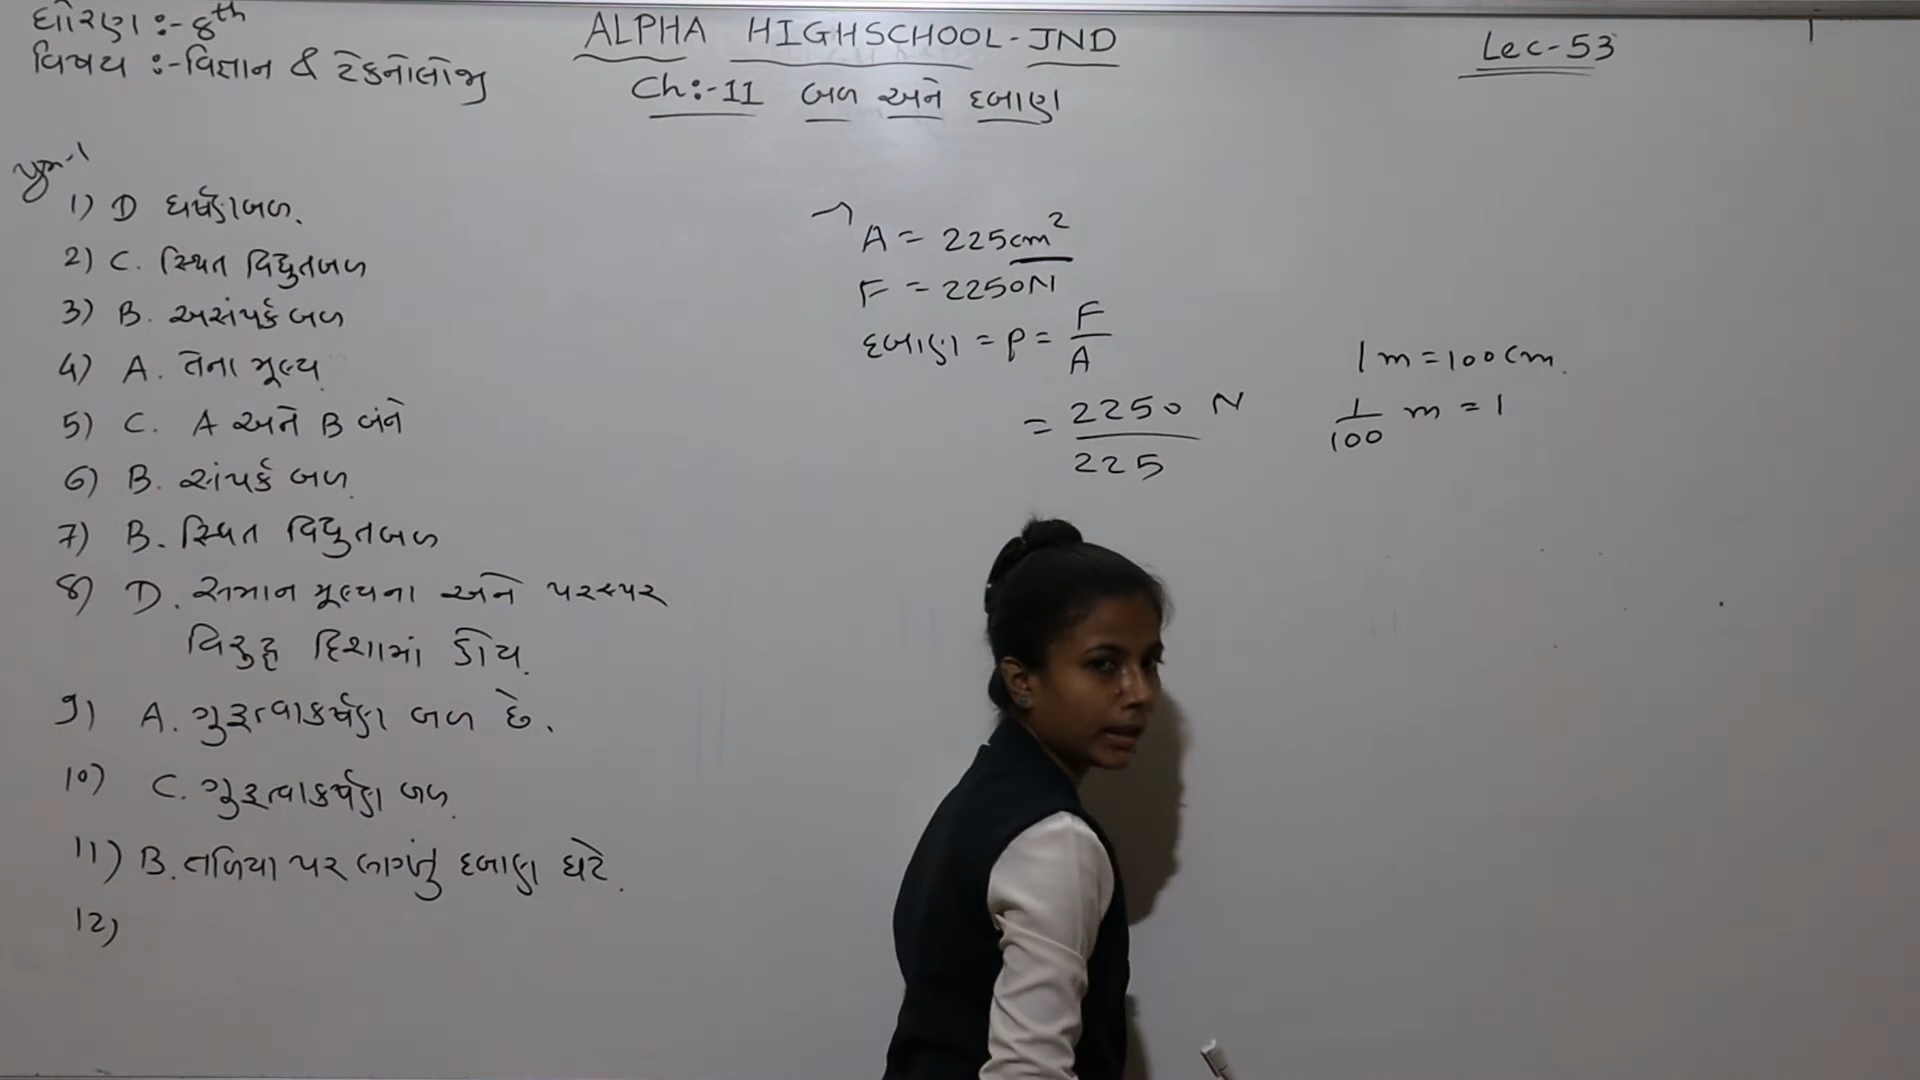 ધોરણ :- 8th
વિષય :- વિજ્ઞાન & ટેકનોલોજી
ALPHA HIGHSCHOOL-JND
Ch:-11 બળ અને દબાણ
Lec-53
1) D ઘર્ષણબળ.
2) C. સ્થિત વિદ્યુતબળ
3) B. અસંપર્ક બળ
4) A. તેના મૂલ્ય
5) C. A અને B બંને
6) B. સંપર્ક બળ
7) B. સ્થિત વિદ્યુતબળ
8) D. સમાન મૂલ્યના અને પરસ્પર
વિરુદ્ધ દિશામાં હોય.
9) A. ગુરુત્વાકર્ષણ બળ છે.
10) C. ગુરુત્વાકર્ષણ બળ
11) B. તળિયા પર લાગતું દબાણ ઘટે.
12)
A = 225cm²
F = 2250N
દબાણ = P = F/A
= 2250 N / 225
1 m = 100 cm.
1/100 m = 1